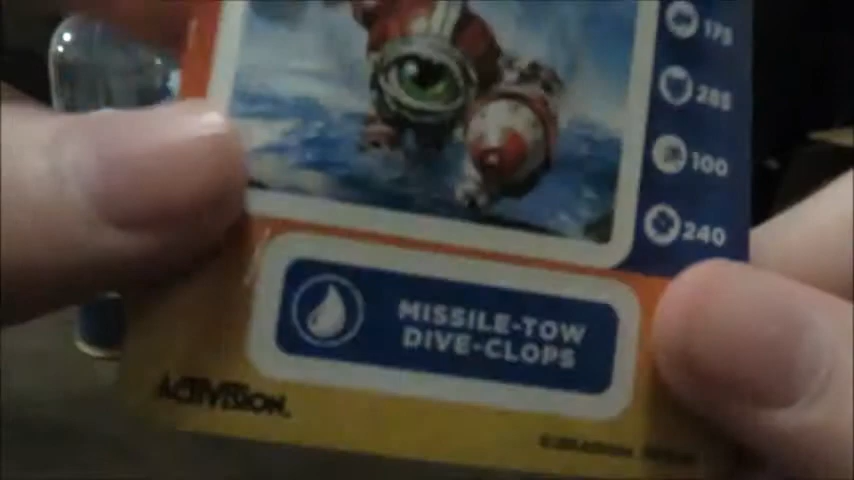 175
285
100
240
MISSILE-TOW
DIVE-CLOPS
ACTIVISION.